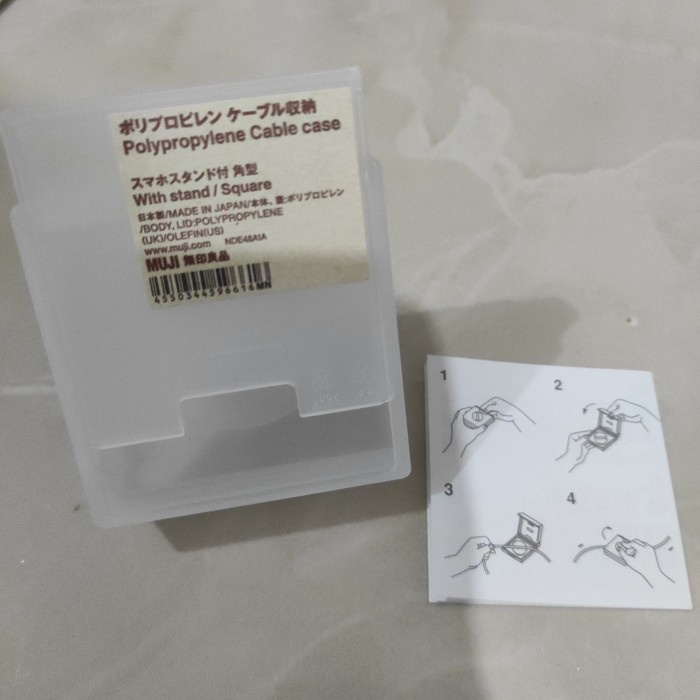 ポリプロピレン ケーブル収納
Polypropylene Cable case
スマホスタンド付 角型
With stand / Square
日本製/MADE IN JAPAN/本体、蓋:ポリプロピレン
/BODY, LID:POLYPROPYLENE
(UK)/OLEFIN(US)
www.muji.com NDE48A1A
MUJI 無印良品
4550344596616MN
1
2
3
4